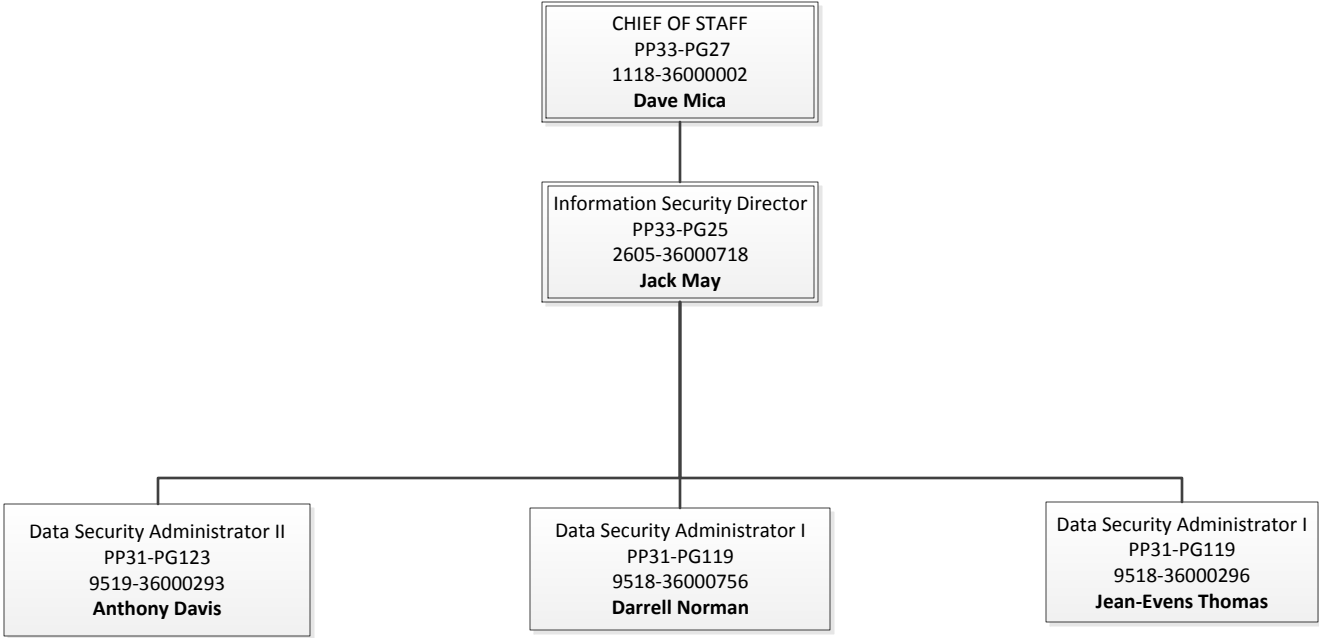 CHIEF OF STAFF
PP33-PG27
1118-36000002
Dave Mica
Information Security Director
PP33-PG25
2605-36000718
Jack May
Data Security Administrator II
PP31-PG123
9519-36000293
Anthony Davis
Data Security Administrator I
PP31-PG119
9518-36000756
Darrell Norman
Data Security Administrator I
PP31-PG119
9518-36000296
Jean-Evens Thomas